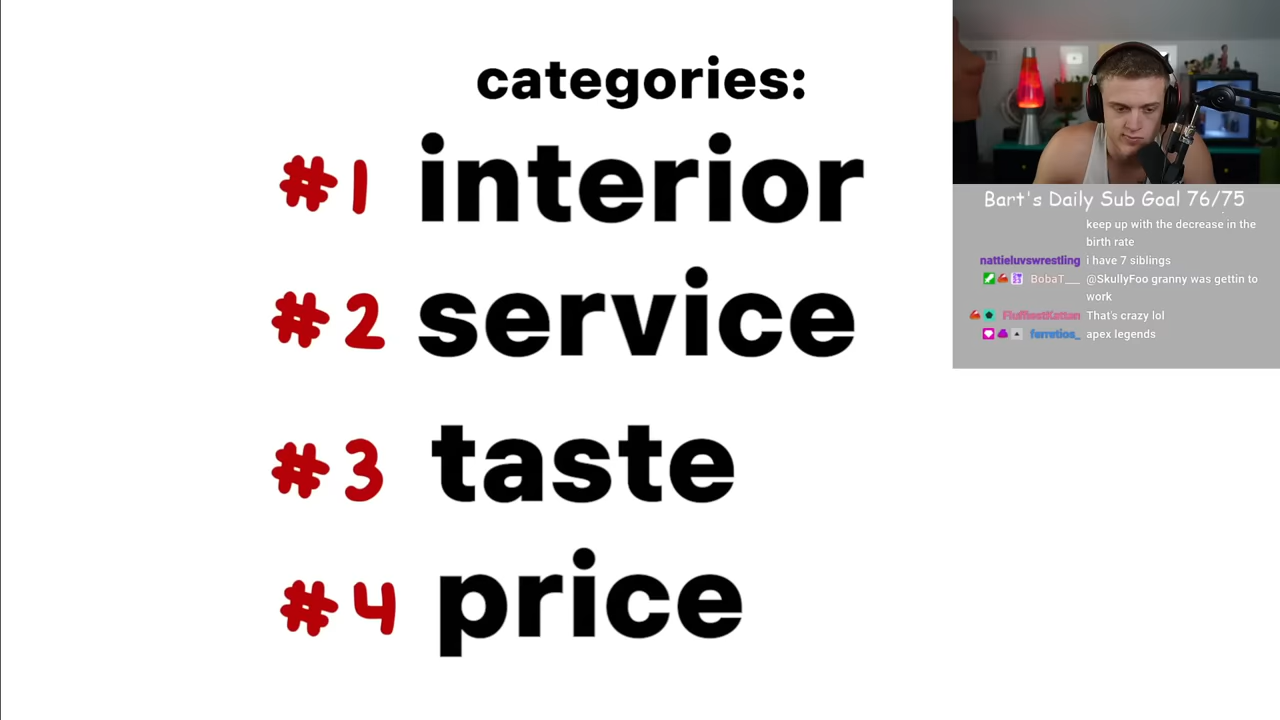 categories:
#1 interior
#2 service
#3 taste
#4 price
Bart's Daily Sub Goal 76/75
keep up with the decrease in the
birth rate
nattieluvswrestling i have 7 siblings
BobaT__ @SkullyFoo granny was gettin to
work
FluffiestKitten That's crazy lol
ferretios_ apex legends